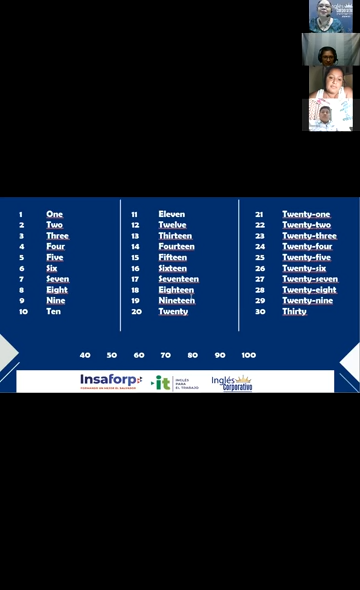 1 One 11 Eleven 21 Twenty-one
2 Two 12 Twelve 22 Twenty-two
3 Three 13 Thirteen 23 Twenty-three
4 Four 14 Fourteen 24 Twenty-four
5 Five 15 Fifteen 25 Twenty-five
6 Six 16 Sixteen 26 Twenty-six
7 Seven 17 Seventeen 27 Twenty-seven
8 Eight 18 Eighteen 28 Twenty-eight
9 Nine 19 Nineteen 29 Twenty-nine
10 Ten 20 Twenty 30 Thirty
40 50 60 70 80 90 100
Insaforp
it
INGLÉS
PARA
EL TRABAJO
Inglés
Corporativo